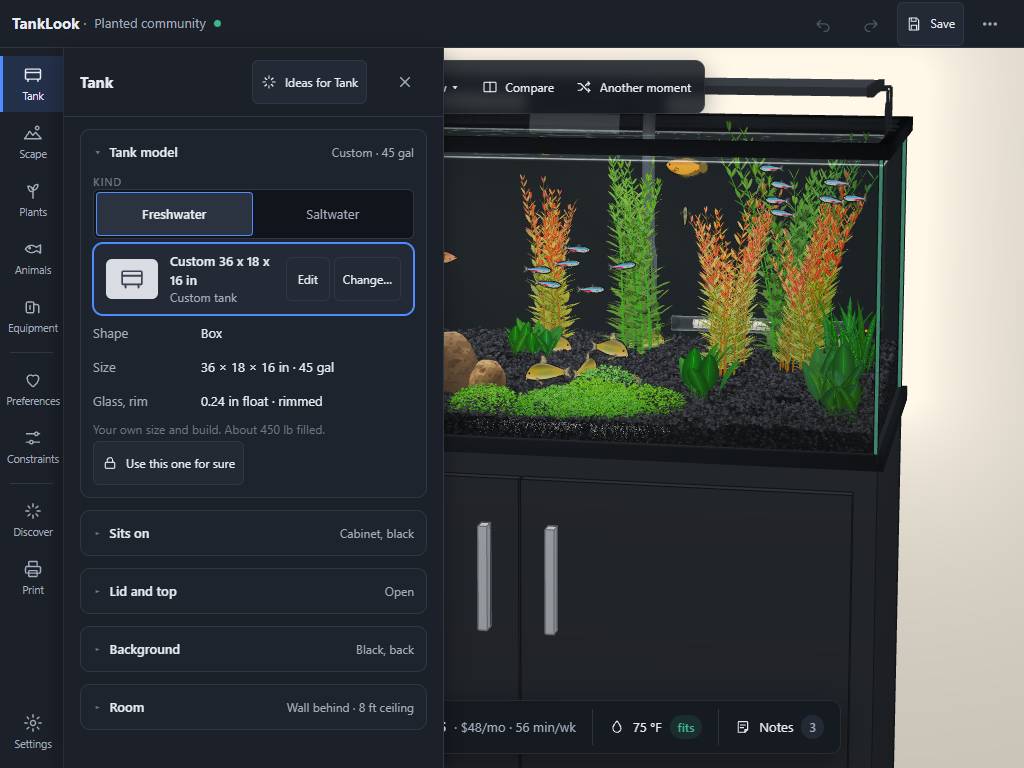 TankLook · Planted community
Save
Tank
Scape
Plants
Animals
Equipment
Preferences
Constraints
Discover
Print
Settings
Tank
Ideas for Tank
Tank model
Custom · 45 gal
KIND
Freshwater
Saltwater
Custom 36 x 18 x
16 in
Custom tank
Edit
Change...
Shape
Box
Size
36 × 18 × 16 in · 45 gal
Glass, rim
0.24 in float · rimmed
Your own size and build. About 450 lb filled.
Use this one for sure
Sits on
Cabinet, black
Lid and top
Open
Background
Black, back
Room
Wall behind · 8 ft ceiling
Compare
Another moment
· $48/mo · 56 min/wk
75 °F
fits
Notes
3